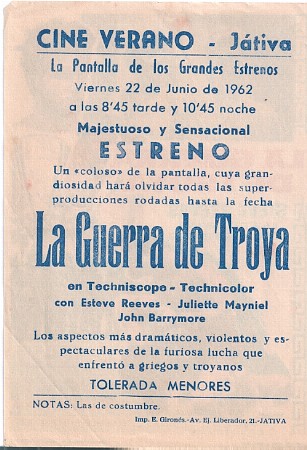 CINE VERANO - Játiva
La Pantalla de los Grandes Estrenos
Viernes 22 de Junio de 1962
a las 8'45 tarde y 10'45 noche
Majestuoso y Sensacional
ESTRENO
Un «coloso» de la pantalla, cuya gran-
diosidad hará olvidar todas las super-
producciones rodadas hasta la fecha
La Guerra de Troya
en Techniscope - Technicolor
con Esteve Reeves - Juliette Mayniel
John Barrymore
Los aspectos más dramáticos, violentos y es-
pectaculares de la furiosa lucha que
enfrentó a griegos y troyanos
TOLERADA MENORES
NOTAS: Las de costumbre.
Imp. E. Gironés.-Av. Ej. Liberador, 21.-JATIVA